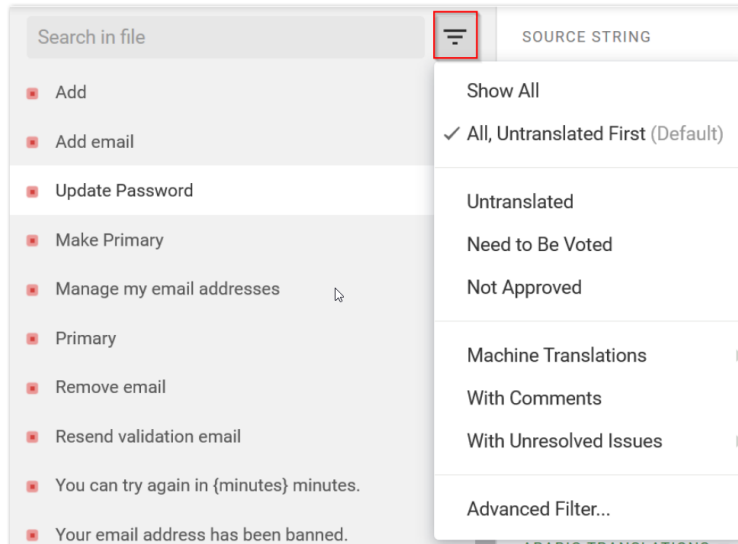 Search in file
Add
Add email
Update Password
Make Primary
Manage my email addresses
Primary
Remove email
Resend validation email
You can try again in {minutes} minutes.
Your email address has been banned.
SOURCE STRING
Show All
All, Untranslated First (Default)
Untranslated
Need to Be Voted
Not Approved
Machine Translations
With Comments
With Unresolved Issues
Advanced Filter...